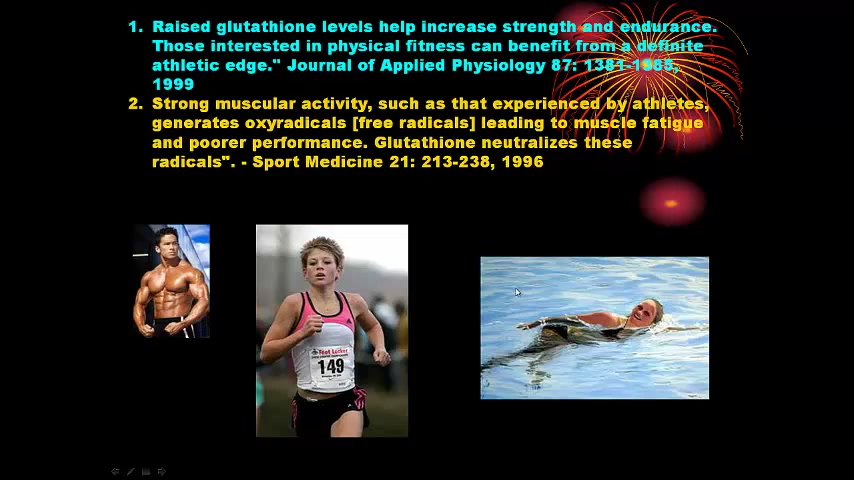 1. Raised glutathione levels help increase strength and endurance.
Those interested in physical fitness can benefit from a definite
athletic edge." Journal of Applied Physiology 87: 1381-1985,
1999
2. Strong muscular activity, such as that experienced by athletes,
generates oxyradicals [free radicals] leading to muscle fatigue
and poorer performance. Glutathione neutralizes these
radicals". - Sport Medicine 21: 213-238, 1996
Foot Locker
149